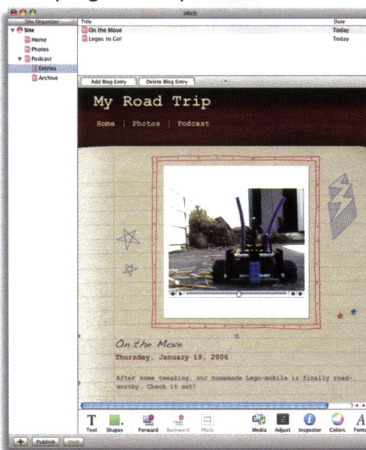 iWeb
Site Organizer
Title
Date
Site
On the Move
Today
Home
Legos to Go!
Today
Photos
Podcast
Entries
Archive
Add Blog Entry
Delete Blog Entry
My Road Trip
Home | Photos | Podcast
On the Move
Thursday, January 19, 2006
After some tweaking, our homemade Lego-mobile is finally road-
worthy. Check it out!
Text
Shapes
Forward
Backward
Mask
Media
Adjust
Inspector
Colors
Fonts
Publish
Visit